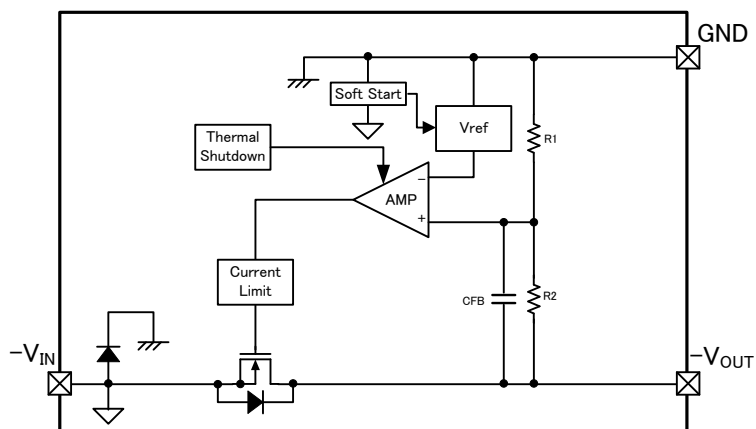 GND
Soft Start
Vref
R1
Thermal
Shutdown
−
AMP
+
Current
Limit
CFB
R2
−VIN
−VOUT